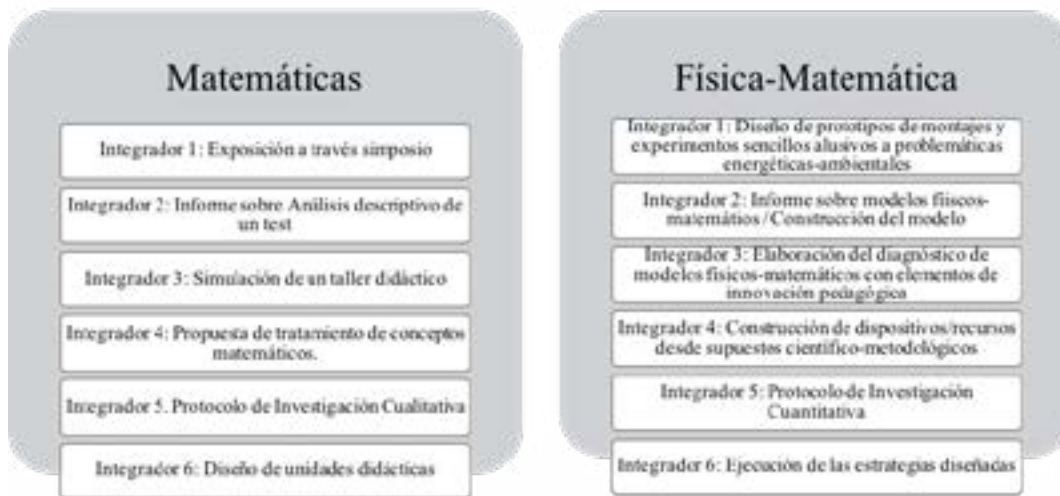 Matemáticas
Integrador 1: Exposición a través simposio
Integrador 2: Informe sobre Análisis descriptivo de
un test
Integrador 3: Simulación de un taller didáctico
Integrador 4: Propuesta de tratamiento de conceptos
matemáticos.
Integrador 5. Protocolo de Investigación Cualitativa
Integrador 6: Diseño de unidades didácticas
Física-Matemática
Integrador 1: Diseño de prototipos de montajes y
experimentos sencillos alusivos a problemáticas
energéticas-ambientales
Integrador 2: Informe sobre modelos fíiscos-
matemátios / Construcción del modelo
Integrador 3: Elaboración del diagnóstico de
modelos físicos-matemáticos con elementos de
innovación pedagógica
Integrador 4: Construcción de dispositivos/recursos
desde supuestos científico-metodológicos
Integrador 5: Protocolo de Investigación
Cuantitativa
Integrador 6: Ejecución de las estrategias diseñadas